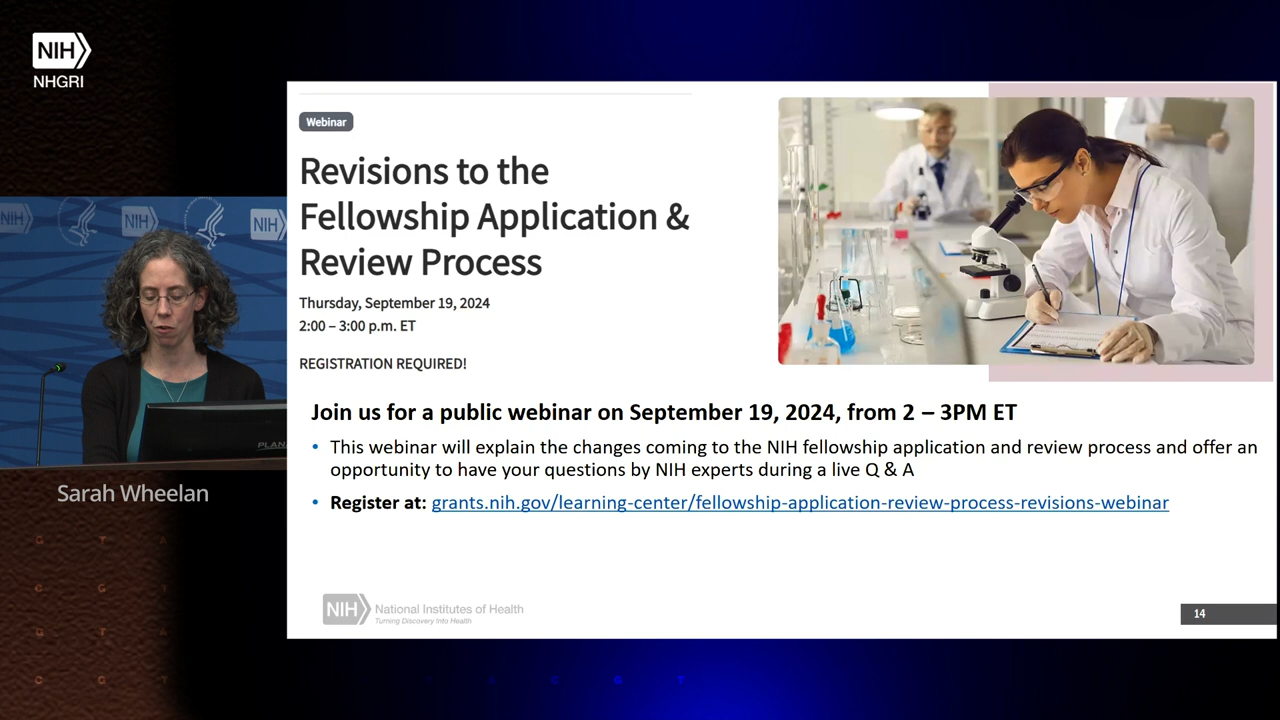 NIH
NHGRI
Webinar
Revisions to the
Fellowship Application &
Review Process
Thursday, September 19, 2024
2:00 – 3:00 p.m. ET
REGISTRATION REQUIRED!
Join us for a public webinar on September 19, 2024, from 2 – 3PM ET
• This webinar will explain the changes coming to the NIH fellowship application and review process and offer an
opportunity to have your questions by NIH experts during a live Q & A
• Register at: grants.nih.gov/learning-center/fellowship-application-review-process-revisions-webinar
NIH National Institutes of Health
Turning Discovery Into Health
14
NIH
NIH
NIH
Sarah Wheelan